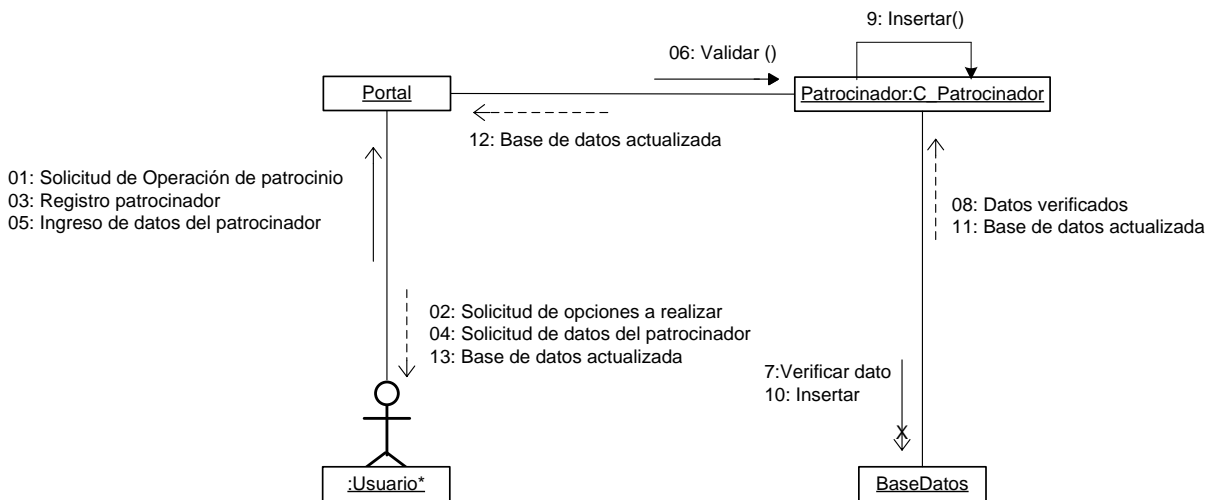 9: Insertar()
06: Validar ()
Portal
Patrocinador:C_Patrocinador
12: Base de datos actualizada
01: Solicitud de Operación de patrocinio
03: Registro patrocinador
05: Ingreso de datos del patrocinador
08: Datos verificados
11: Base de datos actualizada
02: Solicitud de opciones a realizar
04: Solicitud de datos del patrocinador
13: Base de datos actualizada
7:Verificar dato
10: Insertar
X
:Usuario*
BaseDatos